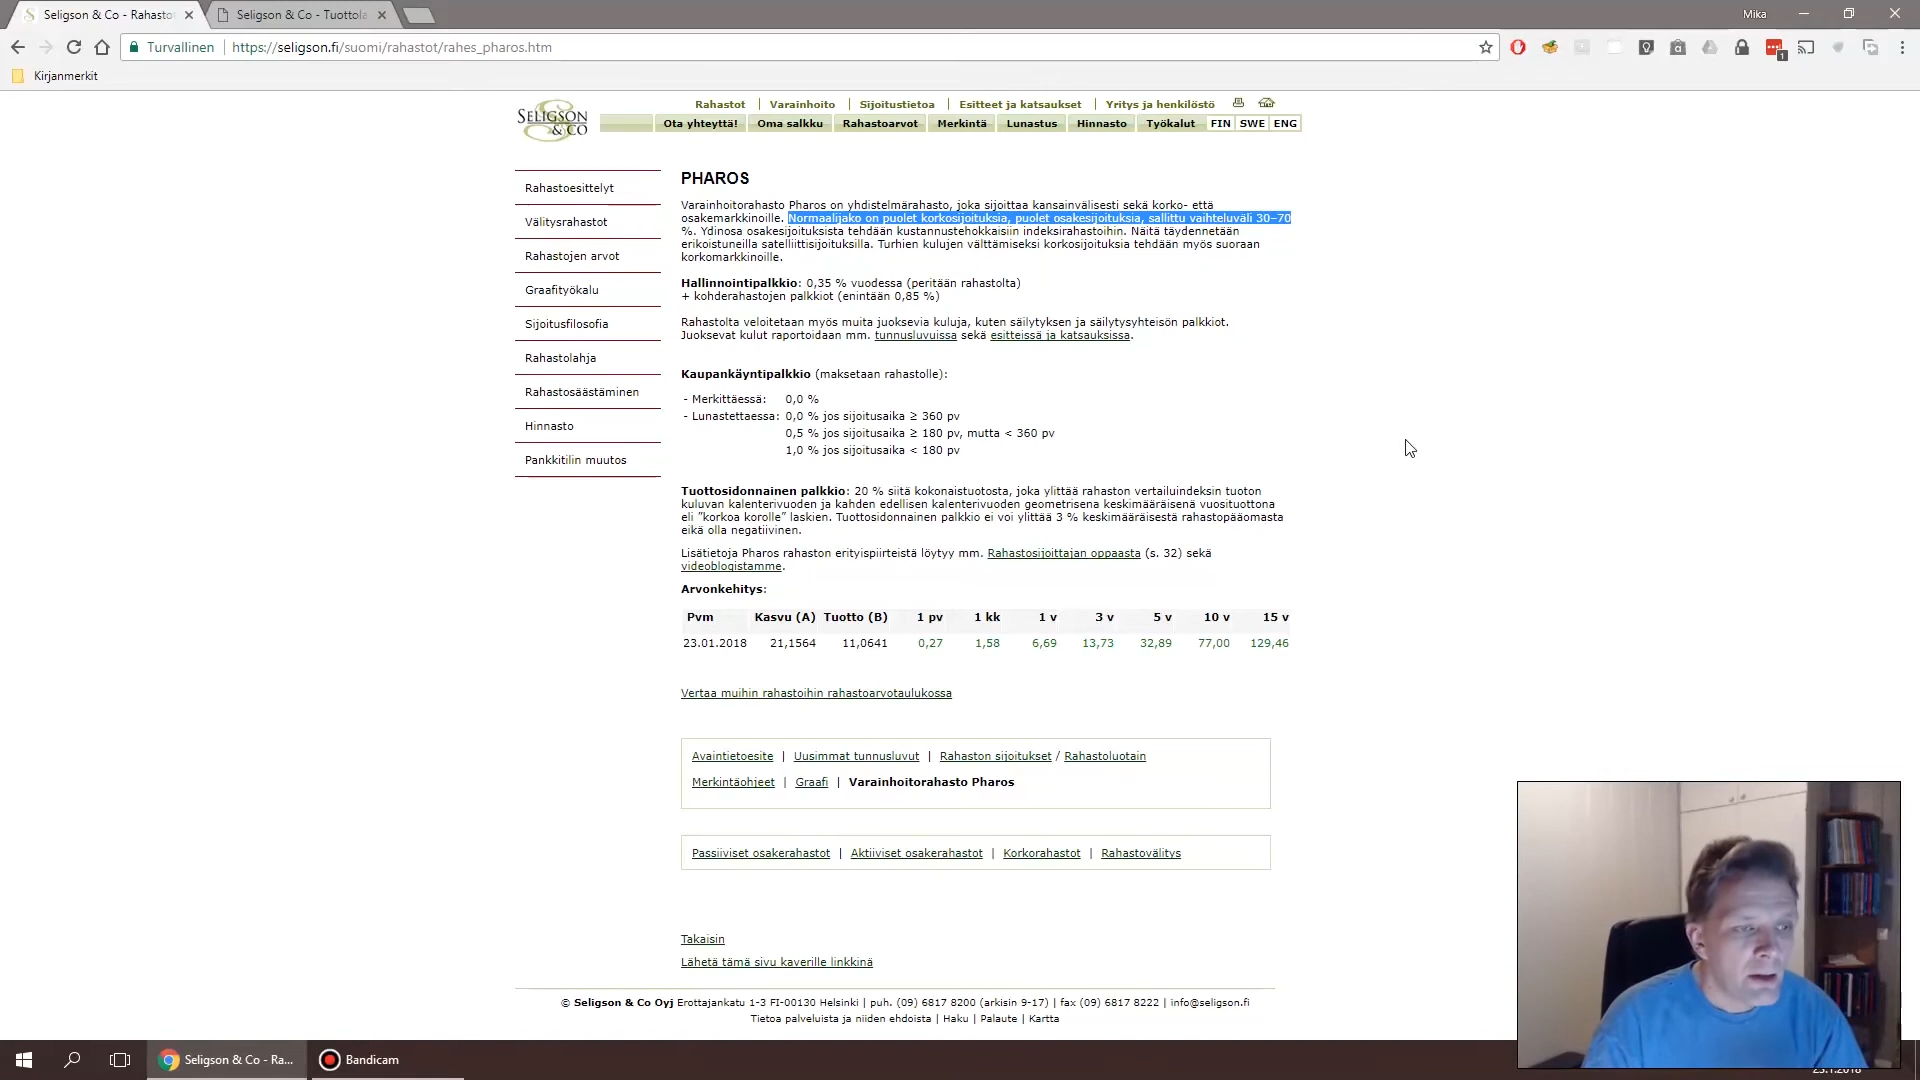 Seligson & Co - Rahasto
Seligson & Co - Tuottola
Mika
Turvallinen
https://seligson.fi/suomi/rahastot/rahes_pharos.htm
1
Kirjanmerkit
SELIGSON
& CO
Rahastot | Varainhoito | Sijoitustietoa | Esitteet ja katsaukset | Yritys ja henkilöstö
Ota yhteyttä! Oma salkku Rahastoarvot Merkintä Lunastus Hinnasto Työkalut FIN SWE ENG
Rahastoesittelyt
Välitysrahastot
Rahastojen arvot
Graafityökalu
Sijoitusfilosofia
Rahastolahja
Rahastosäästäminen
Hinnasto
Pankkitilin muutos
PHAROS
Varainhoitorahasto Pharos on yhdistelmärahasto, joka sijoittaa kansainvälisesti sekä korko- että
osakemarkkinoille. Normaalijako on puolet korkosijoituksia, puolet osakesijoituksia, sallittu vaihteluväli 30–70
%. Ydinosa osakesijoituksista tehdään kustannustehokkaisiin indeksirahastoihin. Näitä täydennetään
erikoistuneilla satelliittisijoituksilla. Turhien kulujen välttämiseksi korkosijoituksia tehdään myös suoraan
korkomarkkinoille.
Hallinnointipalkkio: 0,35 % vuodessa (peritään rahastolta)
+ kohderahastojen palkkiot (enintään 0,85 %)
Rahastolta veloitetaan myös muita juoksevia kuluja, kuten säilytyksen ja säilytysyhteisön palkkiot.
Juoksevat kulut raportoidaan mm. tunnusluvuissa sekä esitteissä ja katsauksissa.
Kaupankäyntipalkkio (maksetaan rahastolle):
- Merkittäessä: 0,0 %
- Lunastettaessa: 0,0 % jos sijoitusaika ≥ 360 pv
0,5 % jos sijoitusaika ≥ 180 pv, mutta < 360 pv
1,0 % jos sijoitusaika < 180 pv
Tuottosidonnainen palkkio: 20 % siitä kokonaistuotosta, joka ylittää rahaston vertailuindeksin tuoton
kuluvan kalenterivuoden ja kahden edellisen kalenterivuoden geometrisena keskimääräisenä vuosituottona
eli ”korkoa korolle” laskien. Tuottosidonnainen palkkio ei voi ylittää 3 % keskimääräisestä rahastopääomasta
eikä olla negatiivinen.
Lisätietoja Pharos rahaston erityispiirteistä löytyy mm. Rahastosijoittajan oppaasta (s. 32) sekä
videoblogistamme.
Arvonkehitys:
Pvm Kasvu (A) Tuotto (B) 1 pv 1 kk 1 v 3 v 5 v 10 v 15 v
23.01.2018 21,1564 11,0641 0,27 1,58 6,69 13,73 32,89 77,00 129,46
Vertaa muihin rahastoihin rahastoarvotaulukossa
Avaintietoesite | Uusimmat tunnusluvut | Rahaston sijoitukset / Rahastoluotain
Merkintäohjeet | Graafi | Varainhoitorahasto Pharos
Passiiviset osakerahastot | Aktiiviset osakerahastot | Korkorahastot | Rahastovälitys
Takaisin
Lähetä tämä sivu kaverille linkkinä
© Seligson & Co Oyj Erottajankatu 1-3 FI-00130 Helsinki | puh. (09) 6817 8200 (arkisin 9-17) | fax (09) 6817 8222 | info@seligson.fi
Tietoa palveluista ja niiden ehdoista | Haku | Palaute | Kartta
Seligson & Co - Ra...
Bandicam